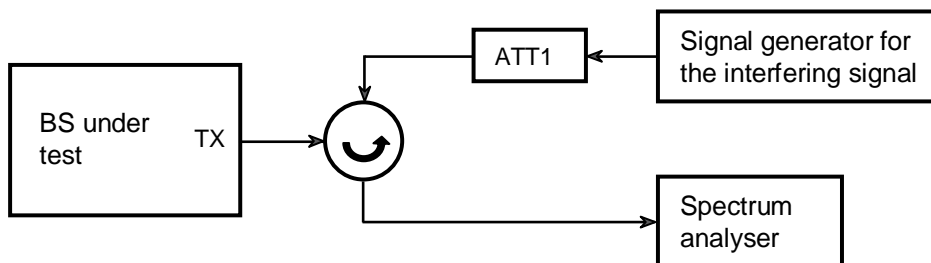 BS under
test
TX
ATT1
Signal generator for
the interfering signal
Spectrum
analyser